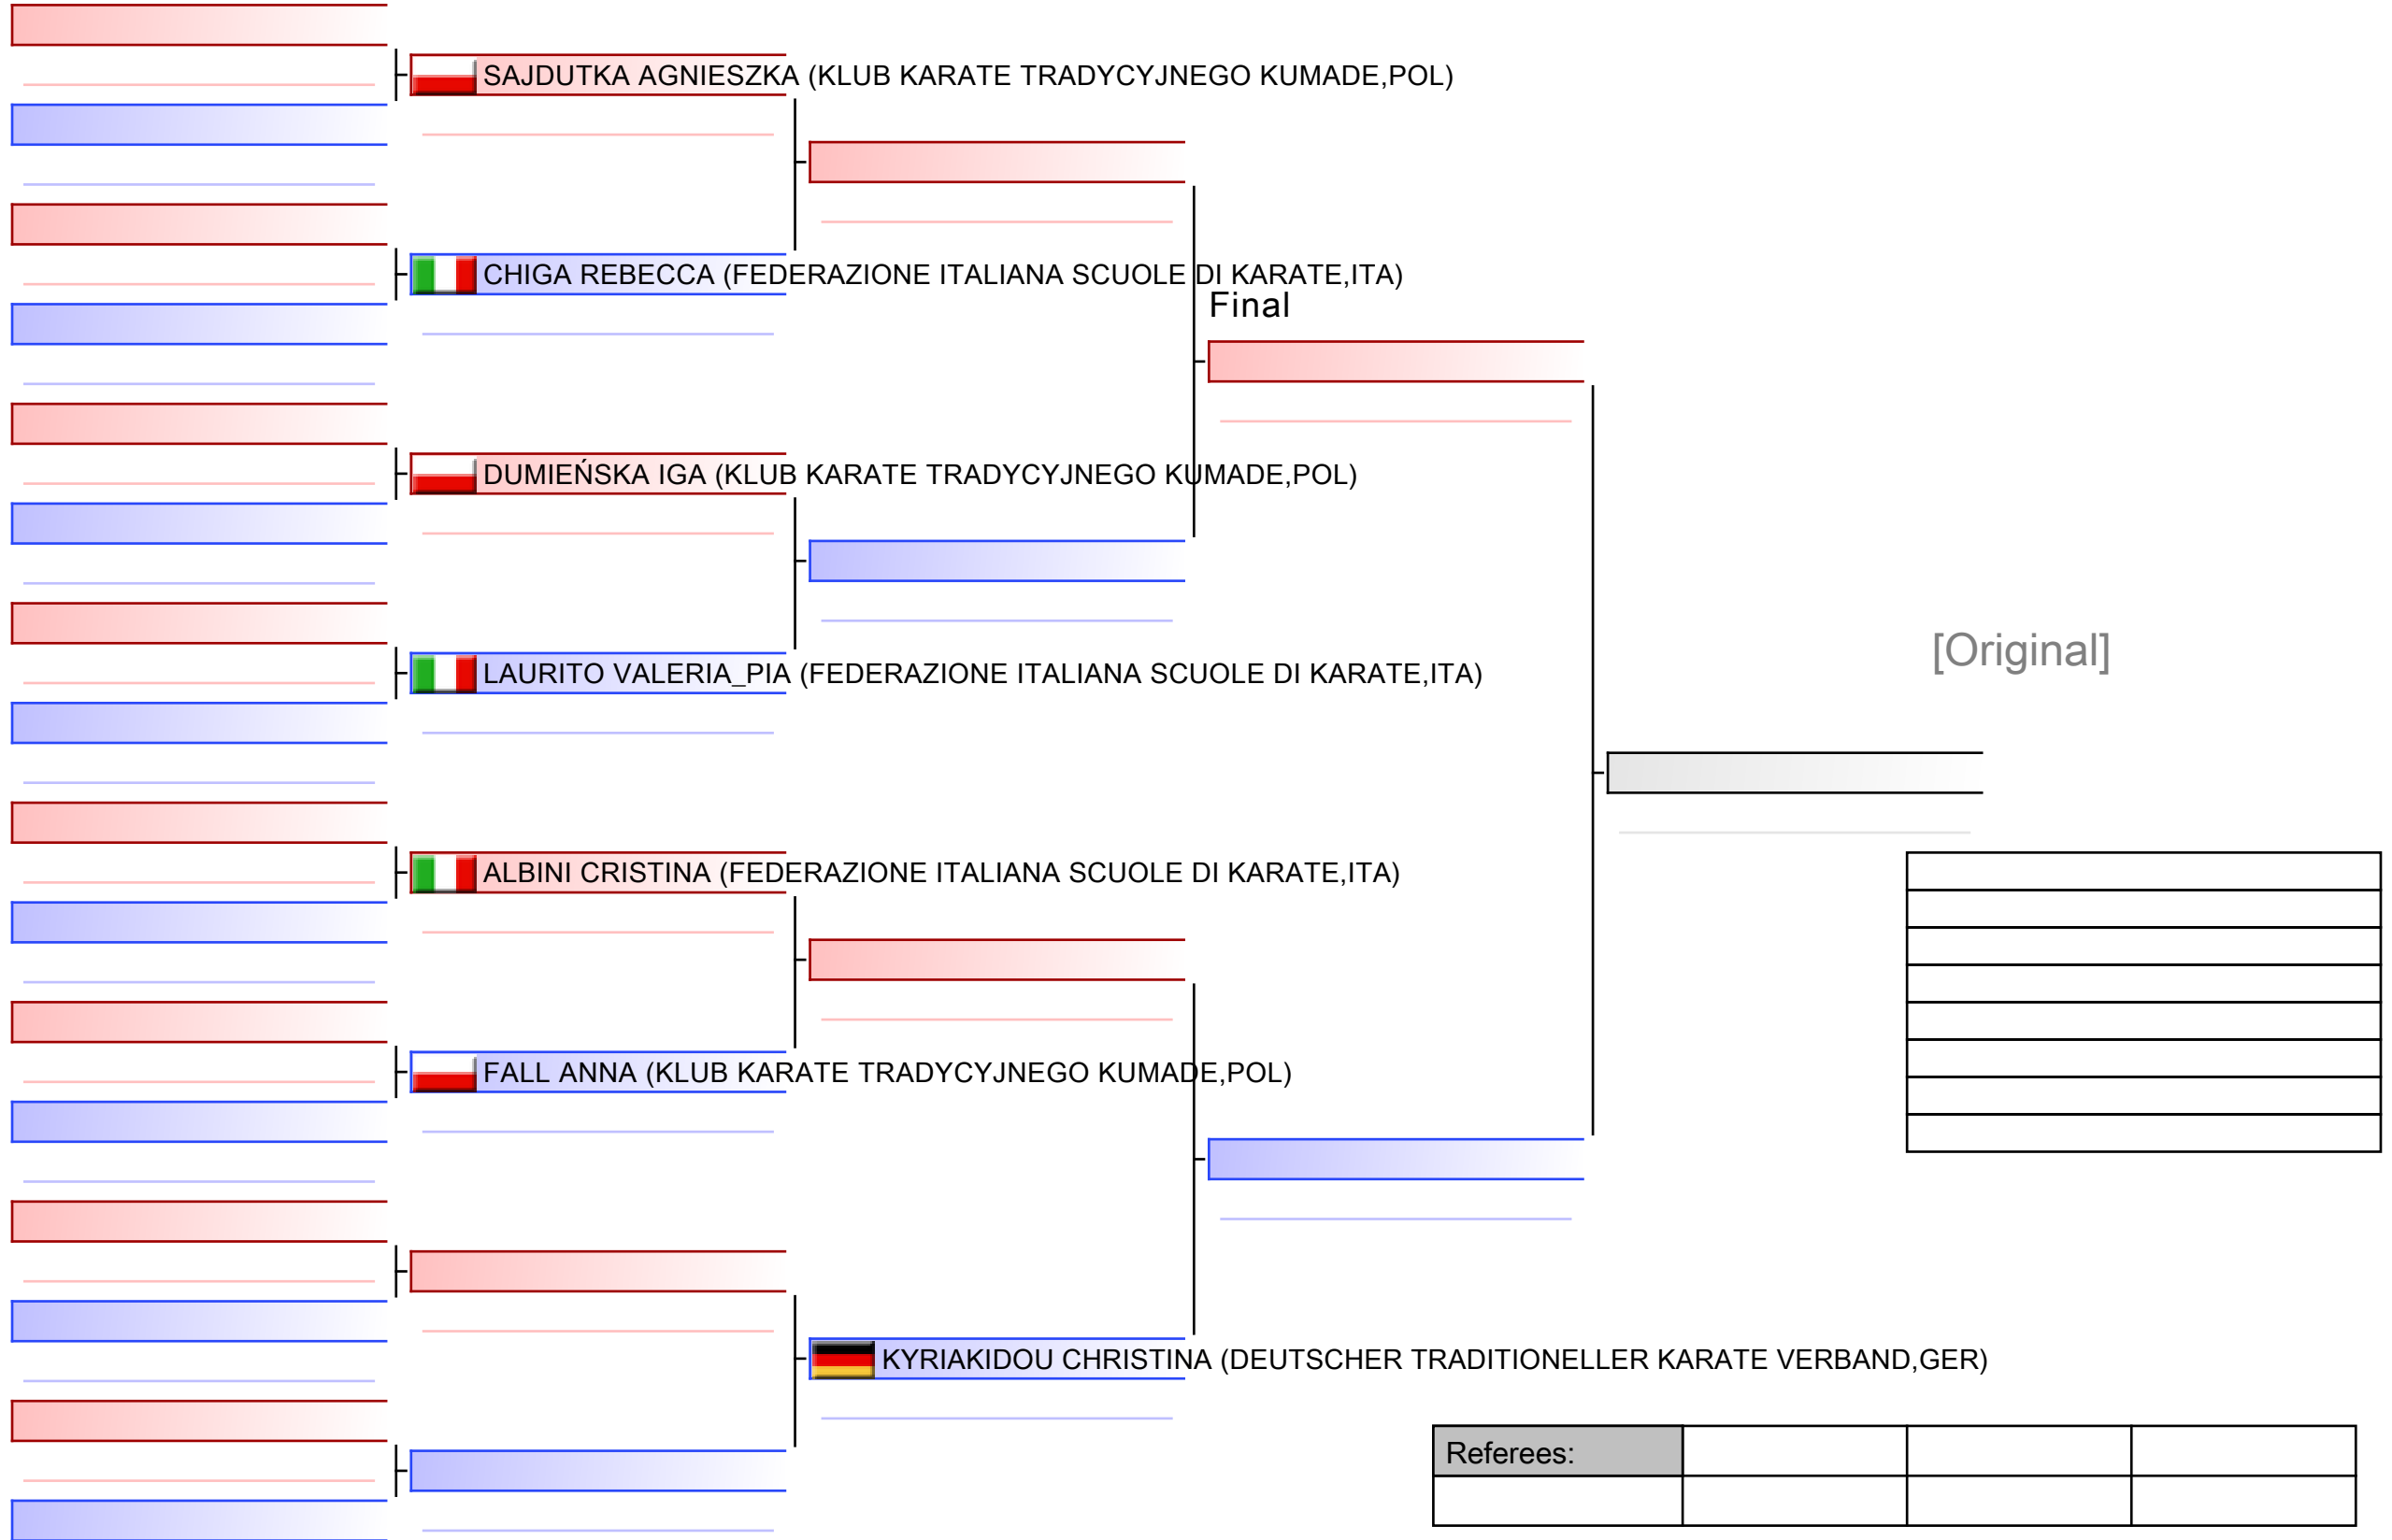 SAJDUTKA AGNIESZKA (KLUB KARATE TRADYCYJNEGO KUMADE,POL)
CHIGA REBECCA (FEDERAZIONE ITALIANA SCUOLE DI KARATE,ITA)
Final
DUMIEŃSKA IGA (KLUB KARATE TRADYCYJNEGO KUMADE,POL)
[Original]
LAURITO VALERIA_PIA (FEDERAZIONE ITALIANA SCUOLE DI KARATE,ITA)
ALBINI CRISTINA (FEDERAZIONE ITALIANA SCUOLE DI KARATE,ITA)
FALL ANNA (KLUB KARATE TRADYCYJNEGO KUMADE,POL)
KYRIAKIDOU CHRISTINA (DEUTSCHER TRADITIONELLER KARATE VERBAND,GER)
Referees: